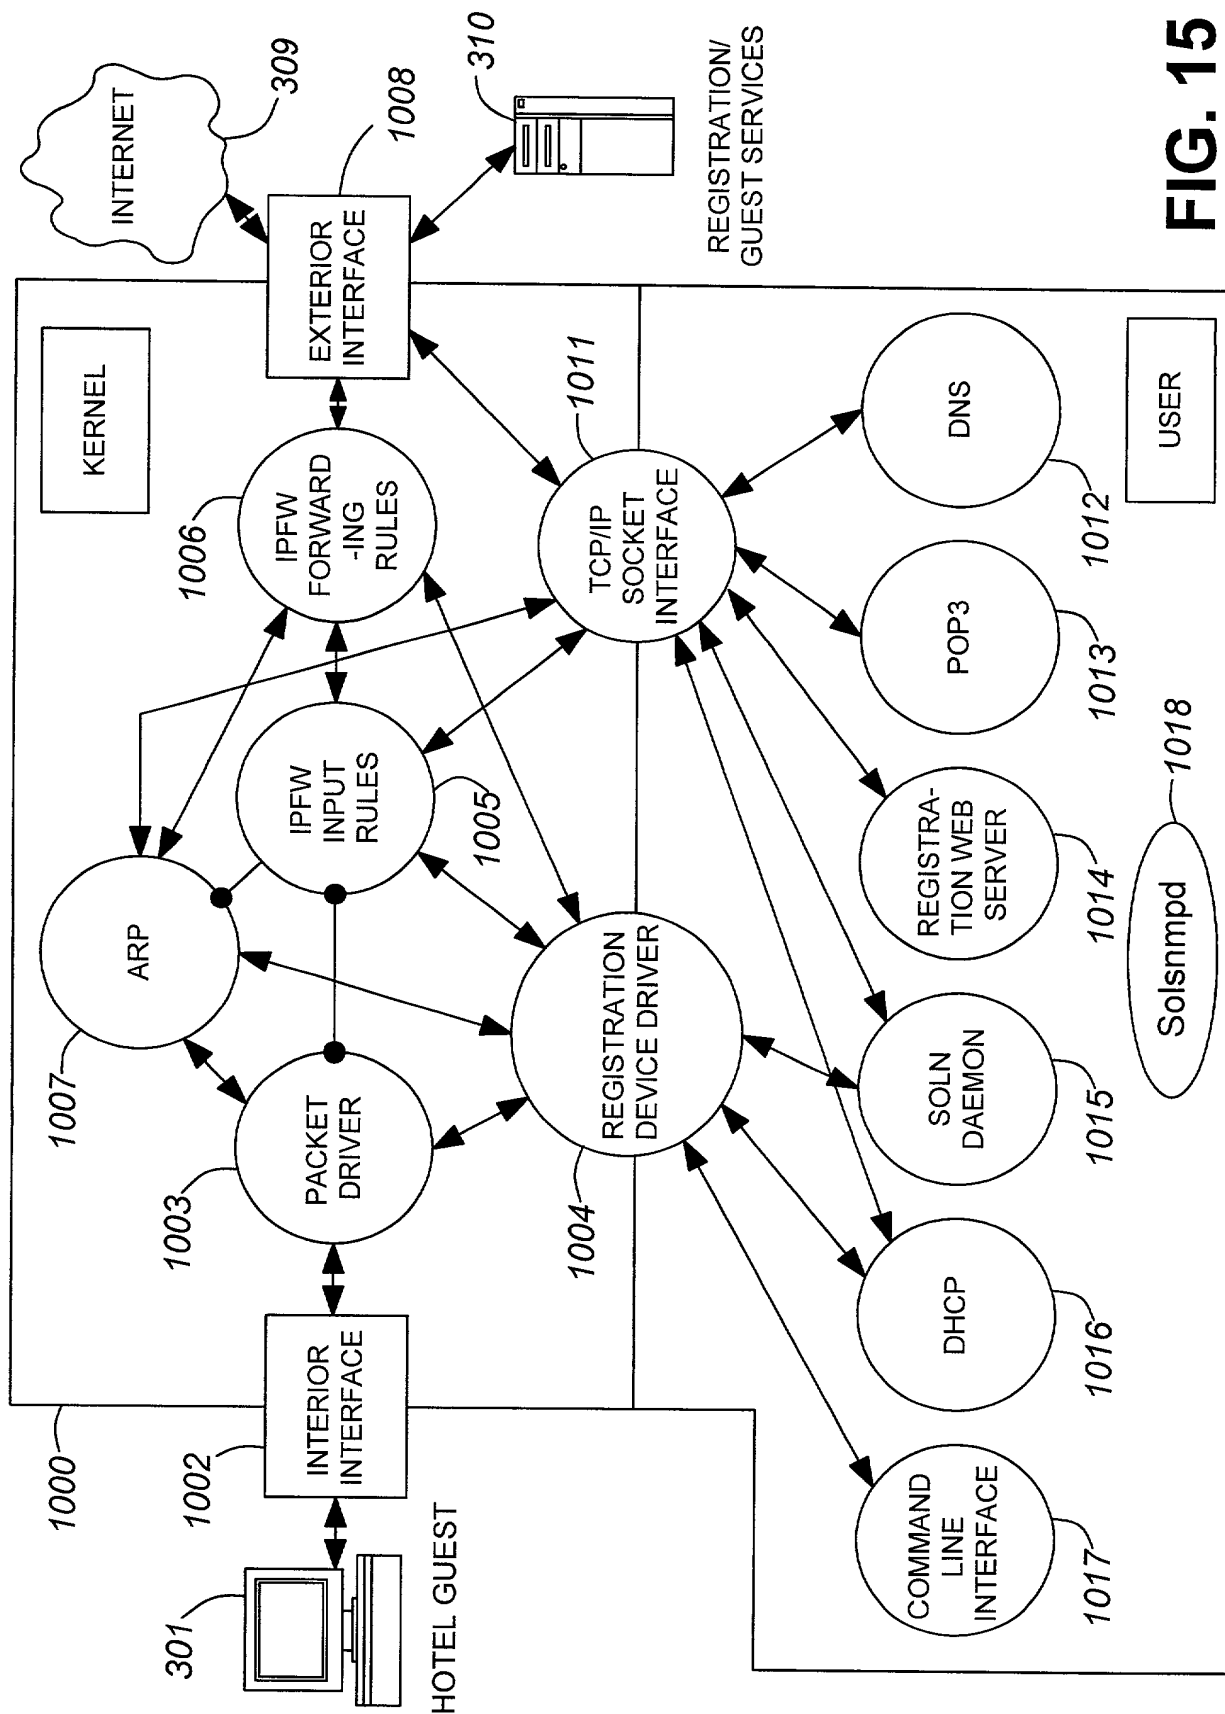 1000
KERNEL
INTERNET
309
1007
ARP
1006
IPFW
FORWARD
-ING
RULES
EXTERIOR
INTERFACE
1008
310
REGISTRATION/
GUEST SERVICES
301
HOTEL GUEST
1002
INTERIOR
INTERFACE
1003
PACKET
DRIVER
IPFW
INPUT
RULES
1005
1004
REGISTRATION
DEVICE DRIVER
TCP/IP
SOCKET
INTERFACE
1011
COMMAND
LINE
INTERFACE
1017
DHCP
1016
SOLN
DAEMON
1015
REGISTRA-
TION WEB
SERVER
1014
POP3
1013
DNS
1012
Solsnmpd
1018
USER
FIG. 15